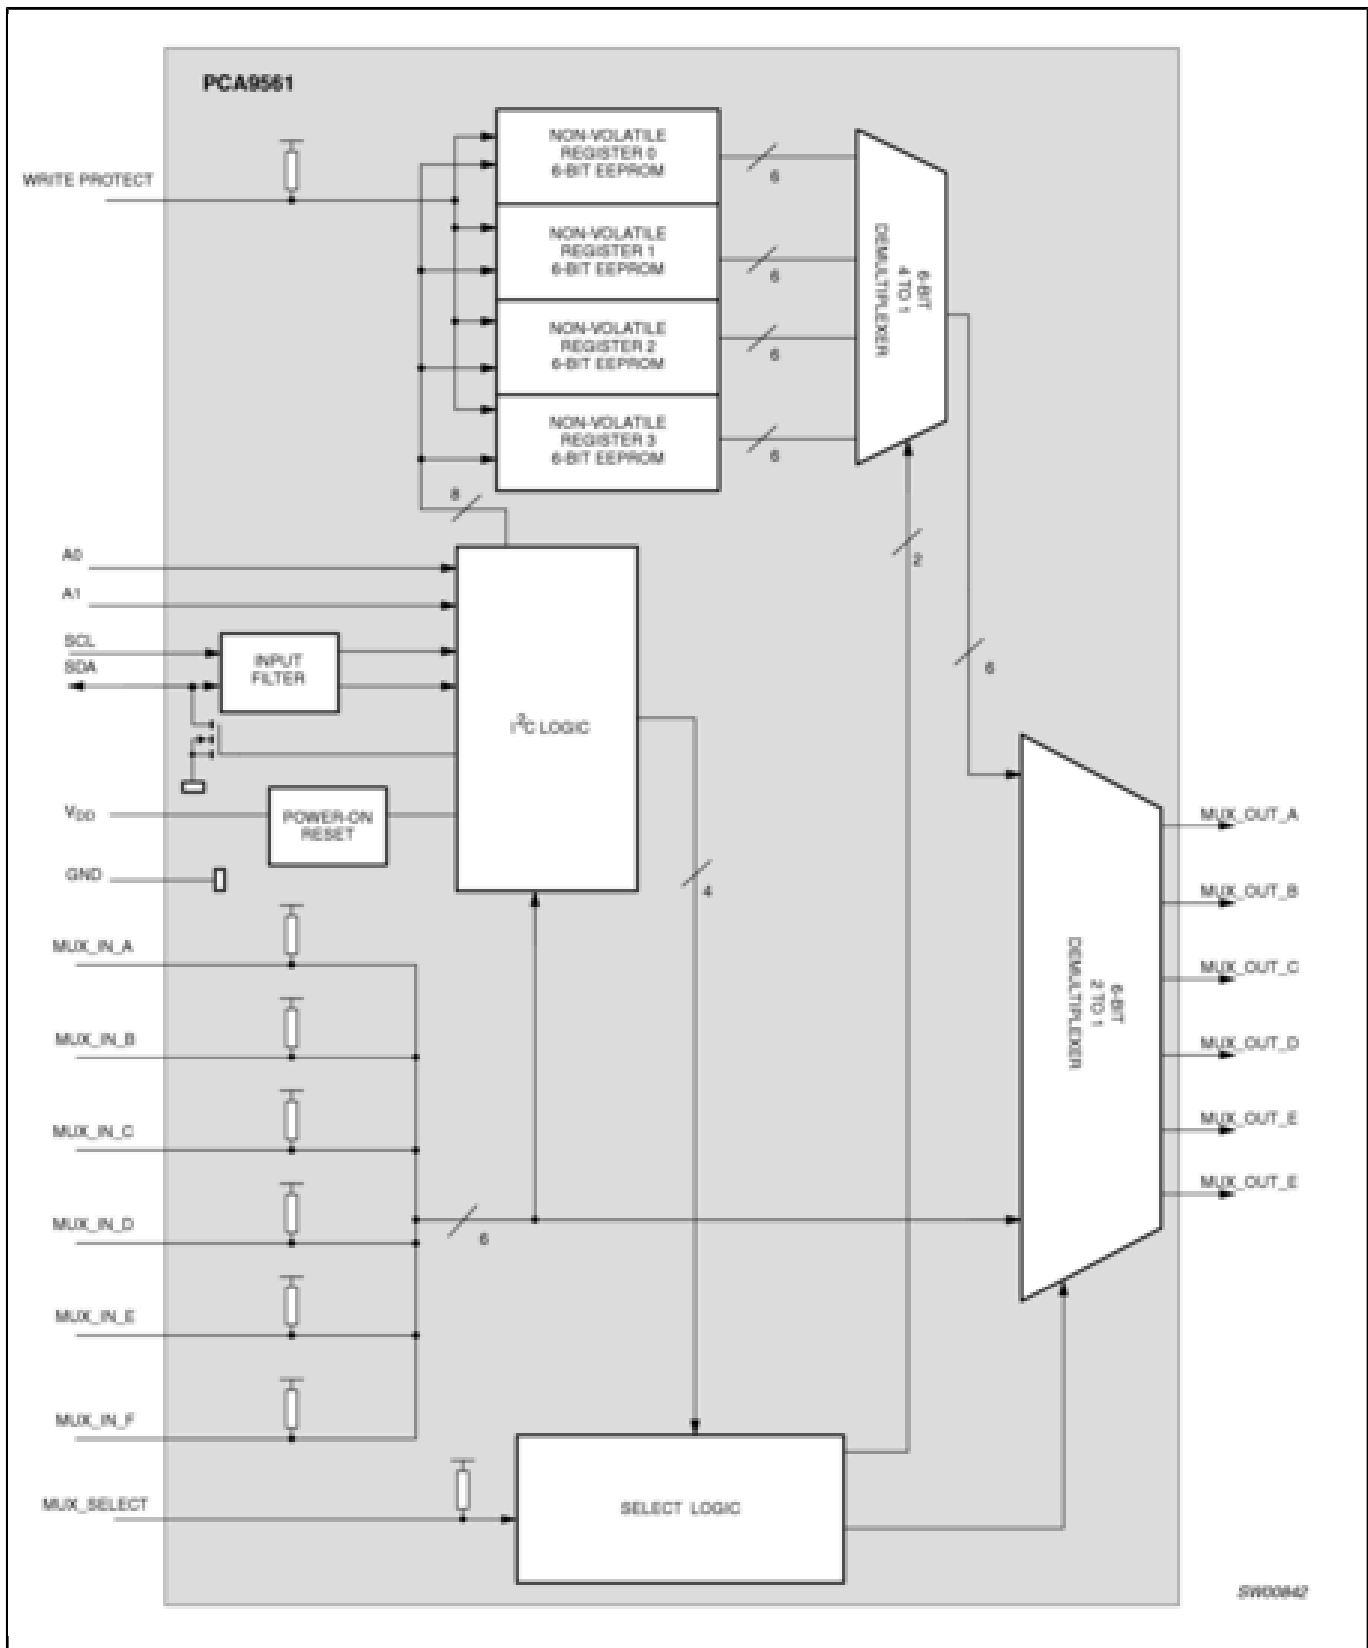 PCA9561
WRITE PROTECT
NON-VOLATILE
REGISTER 0
6-BIT EEPROM
6
NON-VOLATILE
REGISTER 1
6-BIT EEPROM
6
NON-VOLATILE
REGISTER 2
6-BIT EEPROM
6
NON-VOLATILE
REGISTER 3
6-BIT EEPROM
6
6-BIT
4 TO 1
DEMULTIPLEXER
8
2
6
A0
A1
SCL
SDA
INPUT
FILTER
I²C LOGIC
VDD
POWER-ON
RESET
GND
4
MUX_IN_A
MUX_IN_B
MUX_IN_C
MUX_IN_D
MUX_IN_E
MUX_IN_F
6
6-BIT
2 TO 1
DEMULTIPLEXER
MUX_OUT_A
MUX_OUT_B
MUX_OUT_C
MUX_OUT_D
MUX_OUT_E
MUX_OUT_E
MUX_SELECT
SELECT LOGIC
SW00842